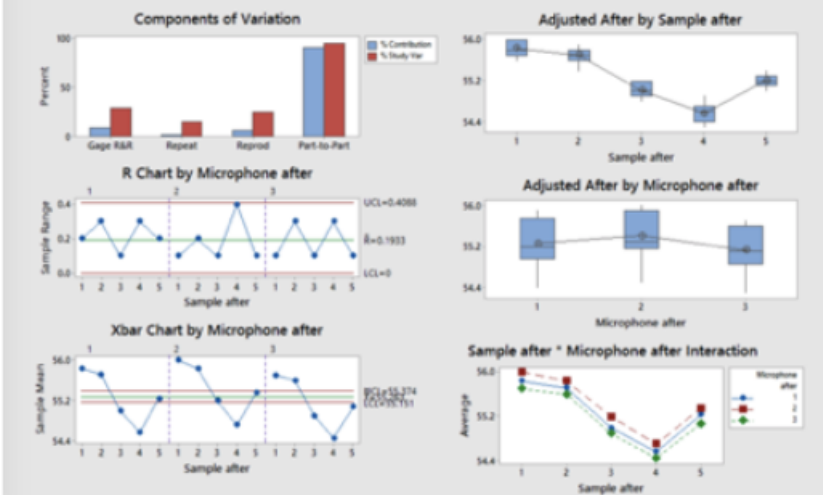 Components of Variation
100
50
0
Percent
Gage R&R Repeat Reprod Part-to-Part
% Contribution
% Study Var
R Chart by Microphone after
1 2 3
0.4
0.2
0.0
Sample Range
UCL=0.4088
R̄=0.1933
LCL=0
1 2 3 4 5 1 2 3 4 5 1 2 3 4 5
Sample after
Xbar Chart by Microphone after
1 2 3
56.0
55.2
54.4
Sample Mean
UCL=55.374
LCL=55.151
1 2 3 4 5 1 2 3 4 5 1 2 3 4 5
Sample after
Adjusted After by Sample after
56.0
55.2
54.4
1 2 3 4 5
Sample after
Adjusted After by Microphone after
56.0
55.2
54.4
1 2 3
Microphone after
Sample after * Microphone after Interaction
56.0
55.2
54.4
Average
1 2 3 4 5
Sample after
Microphone
after
1
2
3